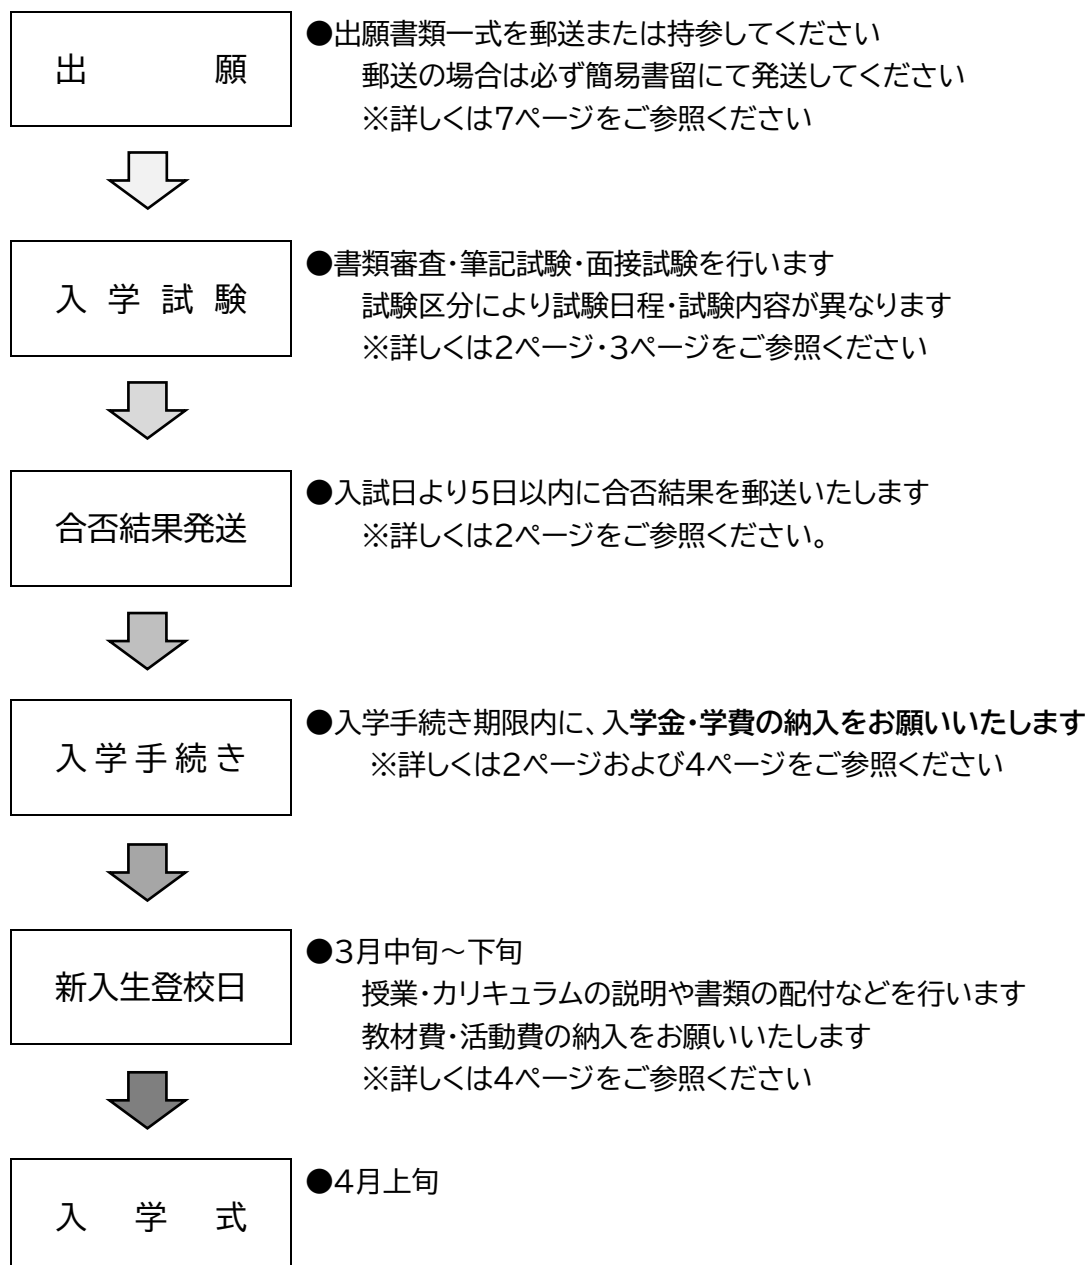 出願
●出願書類一式を郵送または持参してください
郵送の場合は必ず簡易書留にて発送してください
※詳しくは7ページをご参照ください
入学試験
●書類審査・筆記試験・面接試験を行います
試験区分により試験日程・試験内容が異なります
※詳しくは2ページ・3ページをご参照ください
合否結果発送
●入試日より5日以内に合否結果を郵送いたします
※詳しくは2ページをご参照ください。
入学手続き
●入学手続き期限内に、入学金・学費の納入をお願いいたします
※詳しくは2ページおよび4ページをご参照ください
新入生登校日
●3月中旬～下旬
授業・カリキュラムの説明や書類の配付などを行います
教材費・活動費の納入をお願いいたします
※詳しくは4ページをご参照ください
入学式
●4月上旬